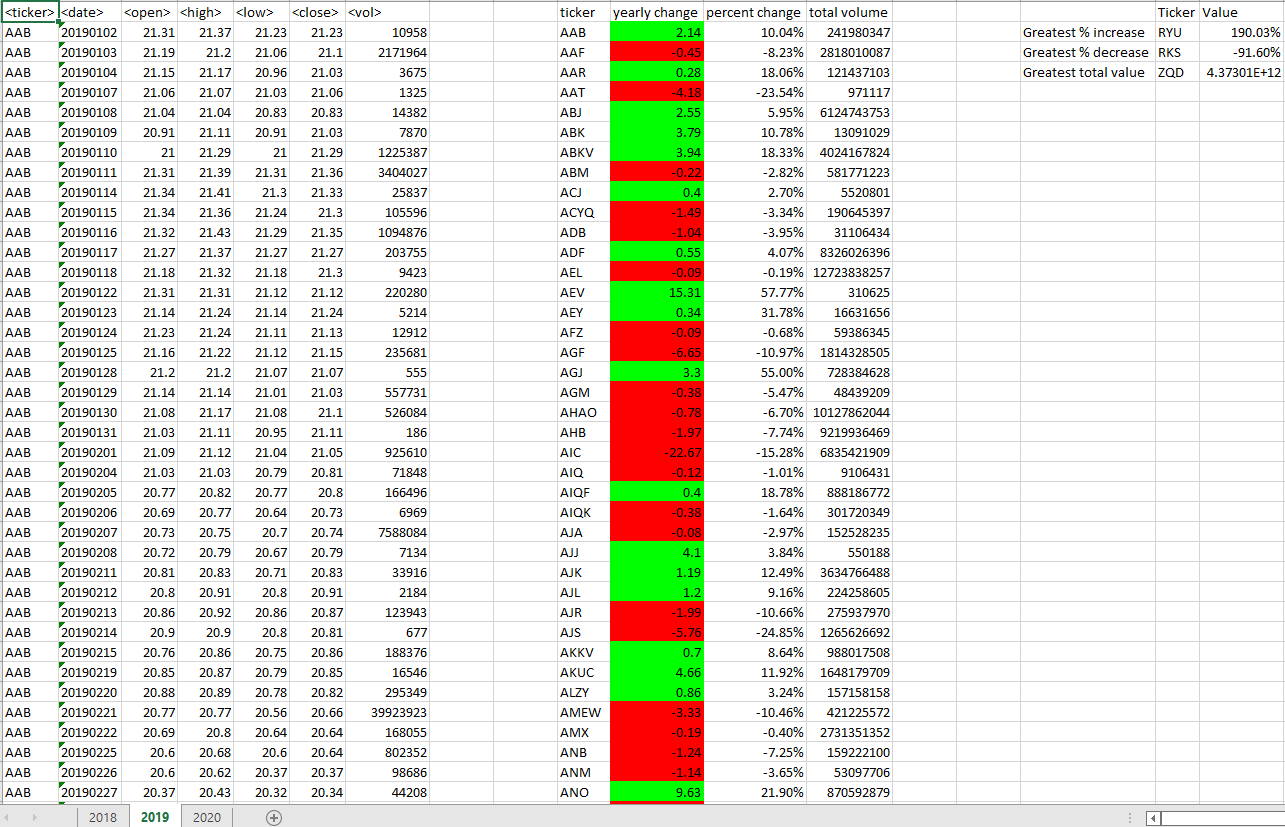 <ticker> <date> <open> <high> <low> <close> <vol> ticker yearly change percent change total volume Ticker Value
AAB 20190102 21.31 21.37 21.23 21.23 10958 AAB 2.14 10.04% 241980347 Greatest % increase RYU 190.03%
AAB 20190103 21.19 21.2 21.06 21.1 2171964 AAF -0.45 -8.23% 2818010087 Greatest % decrease RKS -91.60%
AAB 20190104 21.15 21.17 20.96 21.03 3675 AAR 0.28 18.06% 121437103 Greatest total value ZQD 4.37301E+12
AAB 20190107 21.06 21.07 21.03 21.06 1325 AAT -4.18 -23.54% 971117
AAB 20190108 21.04 21.04 20.83 20.83 14382 ABJ 2.55 5.95% 6124743753
AAB 20190109 20.91 21.11 20.91 21.03 7870 ABK 3.79 10.78% 13091029
AAB 20190110 21 21.29 21 21.29 1225387 ABKV 3.94 18.33% 4024167824
AAB 20190111 21.31 21.39 21.31 21.36 3404027 ABM -0.22 -2.82% 581771223
AAB 20190114 21.34 21.41 21.3 21.33 25837 ACJ 0.4 2.70% 5520801
AAB 20190115 21.34 21.36 21.24 21.3 105596 ACYQ -1.49 -3.34% 190645397
AAB 20190116 21.32 21.43 21.29 21.35 1094876 ADB -1.04 -3.95% 31106434
AAB 20190117 21.27 21.37 21.27 21.27 203755 ADF 0.55 4.07% 8326026396
AAB 20190118 21.18 21.32 21.18 21.3 9423 AEL -0.09 -0.19% 12723838257
AAB 20190122 21.31 21.31 21.12 21.12 220280 AEV 15.31 57.77% 310625
AAB 20190123 21.14 21.24 21.14 21.24 5214 AEY 0.34 31.78% 16631656
AAB 20190124 21.23 21.24 21.11 21.13 12912 AFZ -0.09 -0.68% 59386345
AAB 20190125 21.16 21.22 21.12 21.15 235681 AGF -6.65 -10.97% 1814328505
AAB 20190128 21.2 21.2 21.07 21.07 555 AGJ 3.3 55.00% 728384628
AAB 20190129 21.14 21.14 21.01 21.03 557731 AGM -0.38 -5.47% 48439209
AAB 20190130 21.08 21.17 21.08 21.1 526084 AHAO -0.78 -6.70% 10127862044
AAB 20190131 21.03 21.11 20.95 21.11 186 AHB -1.97 -7.74% 9219936469
AAB 20190201 21.09 21.12 21.04 21.05 925610 AIC -22.67 -15.28% 6835421909
AAB 20190204 21.03 21.03 20.79 20.81 71848 AIQ -0.12 -1.01% 9106431
AAB 20190205 20.77 20.82 20.77 20.8 166496 AIQF 0.4 18.78% 888186772
AAB 20190206 20.69 20.77 20.64 20.73 6969 AIQK -0.38 -1.64% 301720349
AAB 20190207 20.73 20.75 20.7 20.74 7588084 AJA -0.08 -2.97% 152528235
AAB 20190208 20.72 20.79 20.67 20.79 7134 AJJ 4.1 3.84% 550188
AAB 20190211 20.81 20.83 20.71 20.83 33916 AJK 1.19 12.49% 3634766488
AAB 20190212 20.8 20.91 20.8 20.91 2184 AJL 1.2 9.16% 224258605
AAB 20190213 20.86 20.92 20.86 20.87 123943 AJR -1.99 -10.66% 275937970
AAB 20190214 20.9 20.9 20.8 20.81 677 AJS -5.76 -24.85% 1265626692
AAB 20190215 20.76 20.86 20.75 20.86 188376 AKKV 0.7 8.64% 988017508
AAB 20190219 20.85 20.87 20.79 20.85 16546 AKUC 4.66 11.92% 1648179709
AAB 20190220 20.88 20.89 20.78 20.82 295349 ALZY 0.86 3.24% 157158158
AAB 20190221 20.77 20.77 20.56 20.66 39923923 AMEW -3.33 -10.46% 421225572
AAB 20190222 20.69 20.8 20.64 20.64 168055 AMX -0.19 -0.40% 2731351352
AAB 20190225 20.6 20.68 20.6 20.64 802352 ANB -1.24 -7.25% 159222100
AAB 20190226 20.6 20.62 20.37 20.37 98686 ANM -1.14 -3.65% 53097706
AAB 20190227 20.37 20.43 20.32 20.34 44208 ANO 9.63 21.90% 870592879
2018 2019 2020